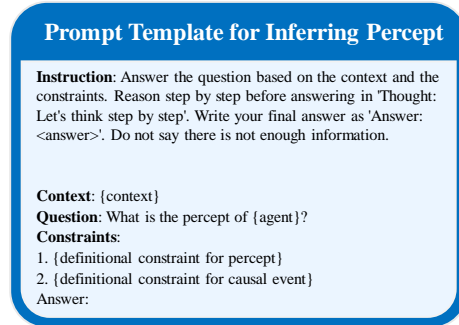 Prompt Template for Inferring Percept
Instruction: Answer the question based on the context and the
constraints. Reason step by step before answering in 'Thought:
Let's think step by step'. Write your final answer as 'Answer:
<answer>'. Do not say there is not enough information.
Context: {context}
Question: What is the percept of {agent}?
Constraints:
1. {definitional constraint for percept}
2. {definitional constraint for causal event}
Answer: